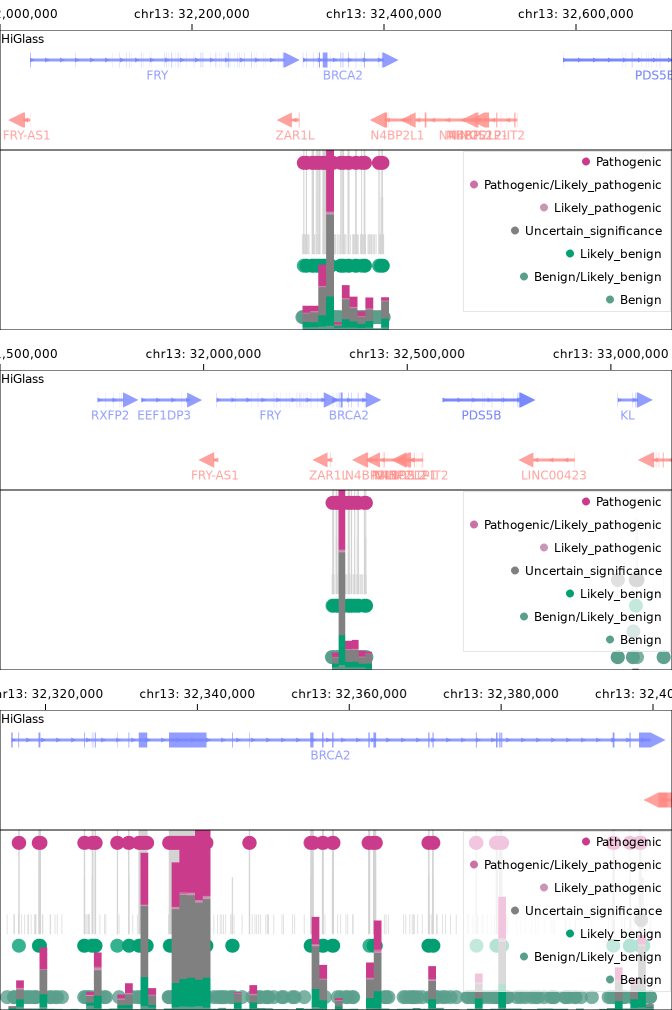 2,000,000 chr13: 32,200,000 chr13: 32,400,000 chr13: 32,600,000
HiGlass
FRY BRCA2 PDS5B
FRY-AS1 ZAR1L N4BP2L1
Pathogenic
Pathogenic/Likely_pathogenic
Likely_pathogenic
Uncertain_significance
Likely_benign
Benign/Likely_benign
Benign
1,500,000 chr13: 32,000,000 chr13: 32,500,000 chr13: 33,000,000
HiGlass
RXFP2 EEF1DP3 FRY BRCA2 PDS5B KL
FRY-AS1 ZAR1L LINC00423
Pathogenic
Pathogenic/Likely_pathogenic
Likely_pathogenic
Uncertain_significance
Likely_benign
Benign/Likely_benign
Benign
hr13: 32,320,000 chr13: 32,340,000 chr13: 32,360,000 chr13: 32,380,000 chr13: 32,40
HiGlass
BRCA2
Pathogenic
Pathogenic/Likely_pathogenic
Likely_pathogenic
Uncertain_significance
Likely_benign
Benign/Likely_benign
Benign